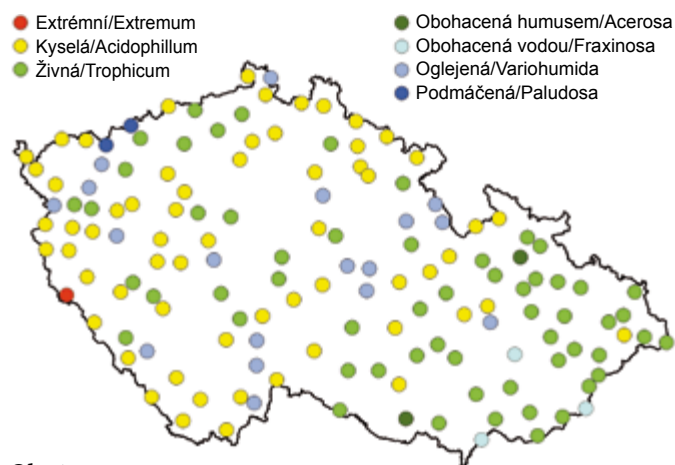 Extrémní/Extremum
Kyselá/Acidophillum
Živná/Trophicum
Obohacená humusem/Acerosa
Obohacená vodou/Fraxinosa
Oglejená/Variohumida
Podmáčená/Paludosa